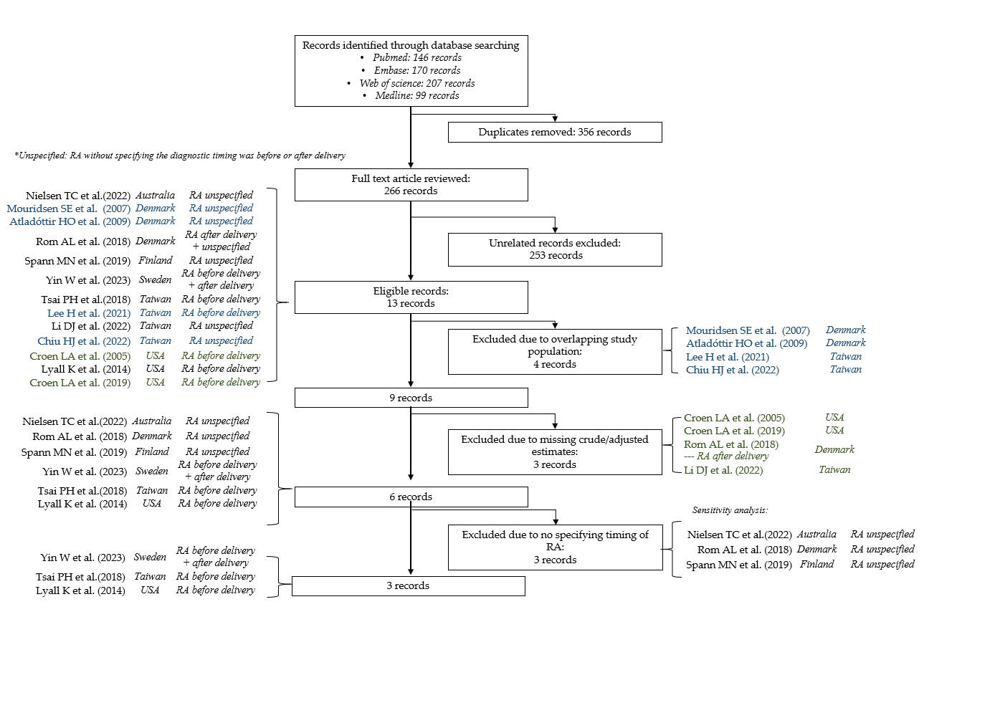 Records identified through database searching
• Pubmed: 146 records
• Embase: 170 records
• Web of science: 207 records
• Medline: 99 records
Duplicates removed: 356 records
*Unspecified: RA without specifying the diagnostic timing was before or after delivery
Full text article reviewed:
266 records
Unrelated records excluded:
253 records
Nielsen TC et al.(2022) Australia RA unspecified
Mouridsen SE et al. (2007) Denmark RA unspecified
Atladóttir HO et al. (2009) Denmark RA unspecified
Rom AL et al. (2018) Denmark RA after delivery
+ unspecified
Spann MN et al. (2019) Finland RA unspecified
Yin W et al. (2023) Sweden RA before delivery
+ after delivery
Tsai PH et al.(2018) Taiwan RA before delivery
Lee H et al. (2021) Taiwan RA before delivery
Li DJ et al. (2022) Taiwan RA unspecified
Chiu HJ et al. (2022) Taiwan RA unspecified
Croen LA et al. (2005) USA RA before delivery
Lyall K et al. (2014) USA RA before delivery
Croen LA et al. (2019) USA RA before delivery
Eligible records:
13 records
Excluded due to overlapping study
population:
4 records
Mouridsen SE et al. (2007) Denmark
Atladóttir HO et al. (2009) Denmark
Lee H et al. (2021) Taiwan
Chiu HJ et al. (2022) Taiwan
9 records
Excluded due to missing crude/adjusted
estimates:
3 records
Croen LA et al. (2005) USA
Croen LA et al. (2019) USA
Rom AL et al. (2018) Denmark
--- RA after delivery
Li DJ et al. (2022) Taiwan
Nielsen TC et al.(2022) Australia RA unspecified
Rom AL et al. (2018) Denmark RA unspecified
Spann MN et al. (2019) Finland RA unspecified
Yin W et al. (2023) Sweden RA before delivery
+ after delivery
Tsai PH et al.(2018) Taiwan RA before delivery
Lyall K et al. (2014) USA RA before delivery
6 records
Excluded due to no specifying timing of
RA:
3 records
Sensitivity analysis:
Nielsen TC et al.(2022) Australia RA unspecified
Rom AL et al. (2018) Denmark RA unspecified
Spann MN et al. (2019) Finland RA unspecified
Yin W et al. (2023) Sweden RA before delivery
+ after delivery
Tsai PH et al.(2018) Taiwan RA before delivery
Lyall K et al. (2014) USA RA before delivery
3 records